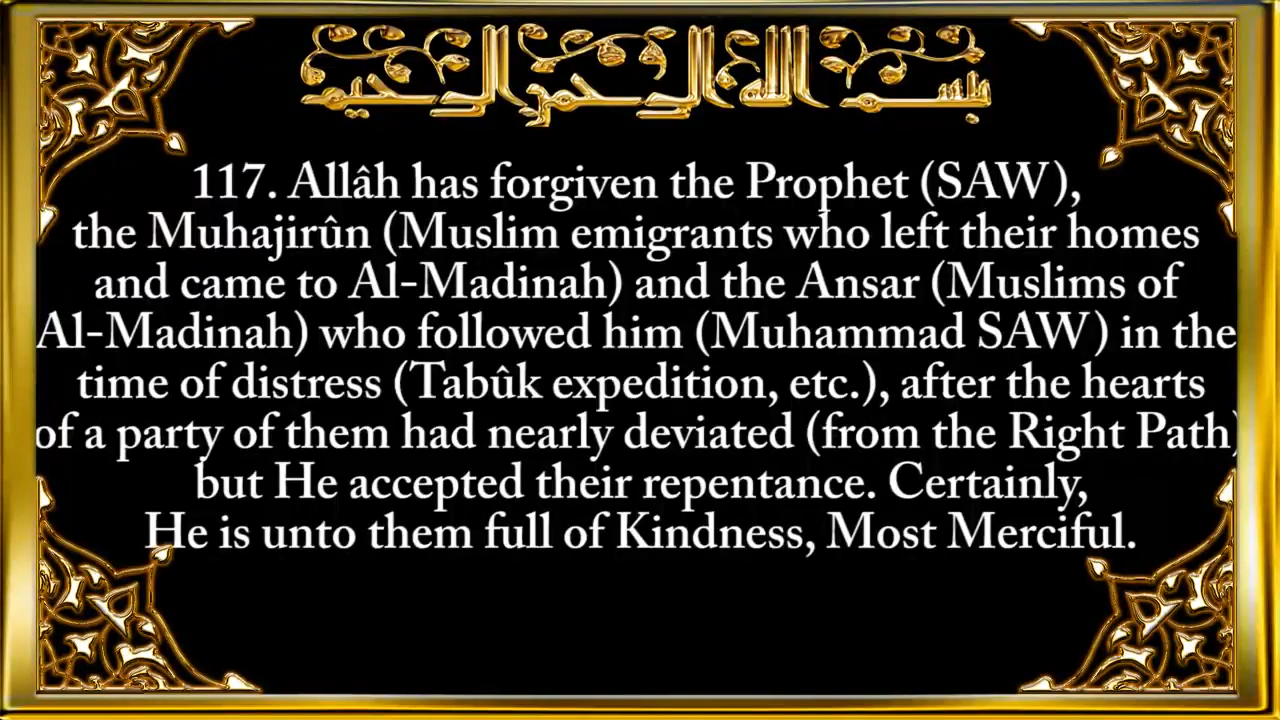 بسم الله الرحمن الرحيم
117. Allâh has forgiven the Prophet (SAW),
the Muhajirûn (Muslim emigrants who left their homes
and came to Al-Madinah) and the Ansar (Muslims of
Al-Madinah) who followed him (Muhammad SAW) in the
time of distress (Tabûk expedition, etc.), after the hearts
of a party of them had nearly deviated (from the Right Path)
but He accepted their repentance. Certainly,
He is unto them full of Kindness, Most Merciful.